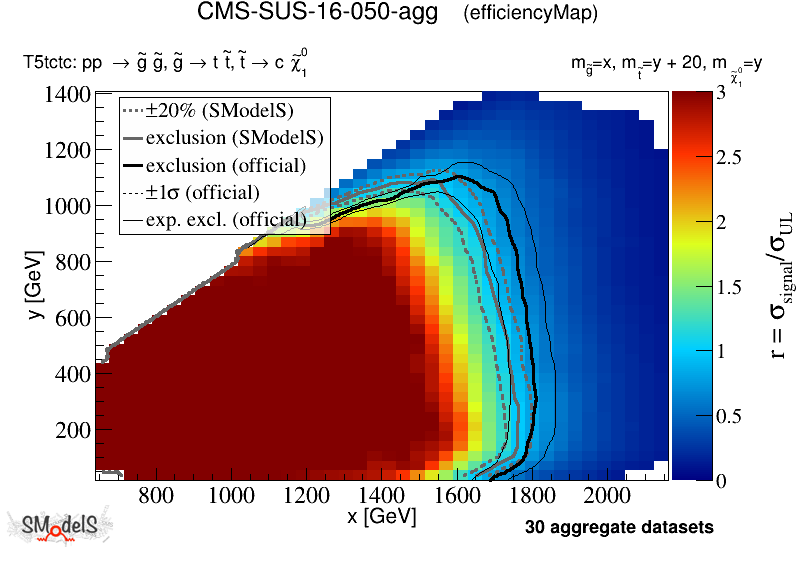 CMS-SUS-16-050-agg (efficiencyMap)
T5tctc: pp → g̃ g̃, g̃ → t t̃, t̃ → c χ̃₁⁰
m_g̃=x, m_t̃=y + 20, m_χ̃₁⁰=y
±20% (SModelS)
exclusion (SModelS)
exclusion (official)
±1σ (official)
exp. excl. (official)
1400
1200
1000
800
600
400
200
y [GeV]
800 1000 1200 1400 1600 1800 2000
x [GeV]
3
2.5
2
1.5
1
0.5
0
r = σ_signal/σ_UL
SModelS
30 aggregate datasets